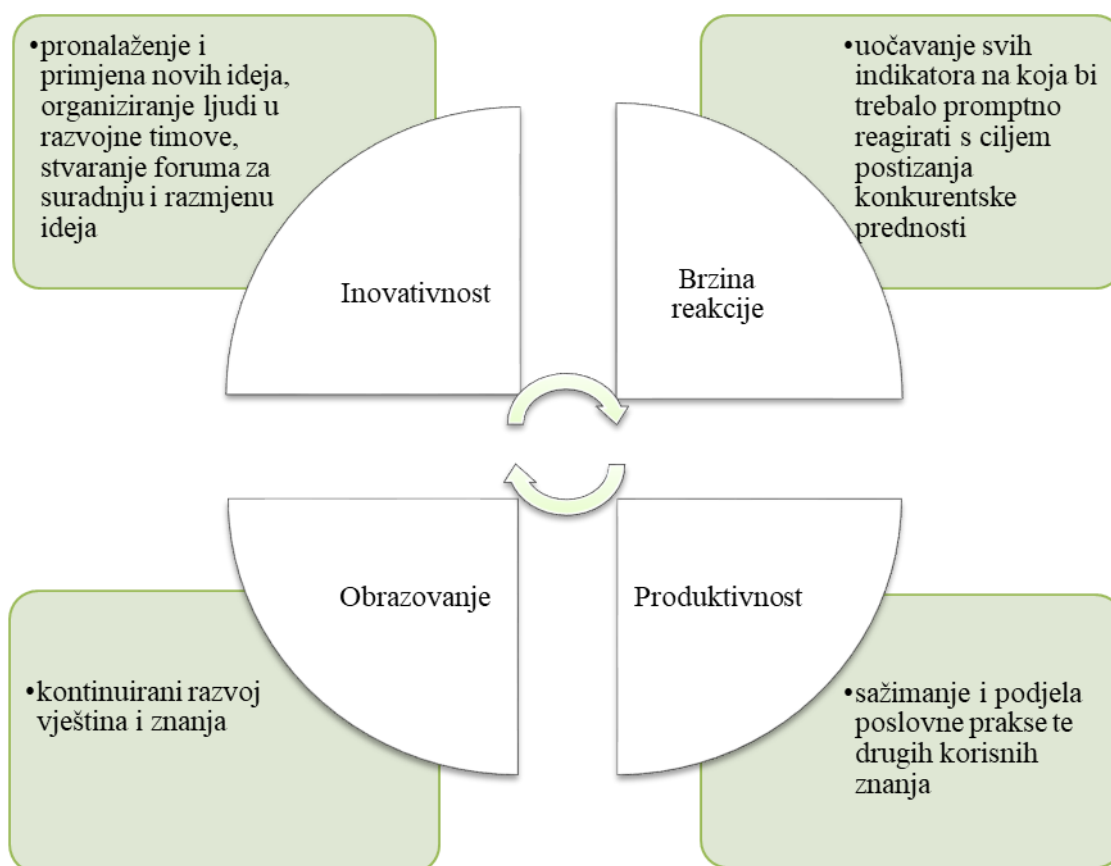 •pronalaženje i
primjena novih ideja,
organiziranje ljudi u
razvojne timove,
stvaranje foruma za
suradnju i razmjenu
ideja
•uočavanje svih
indikatora na koja bi
trebalo promptno
reagirati s ciljem
postizanja
konkurentske
prednosti
Inovativnost
Brzina
reakcije
Obrazovanje
Produktivnost
•kontinuirani razvoj
vještina i znanja
•sažimanje i podjela
poslovne prakse te
drugih korisnih
znanja